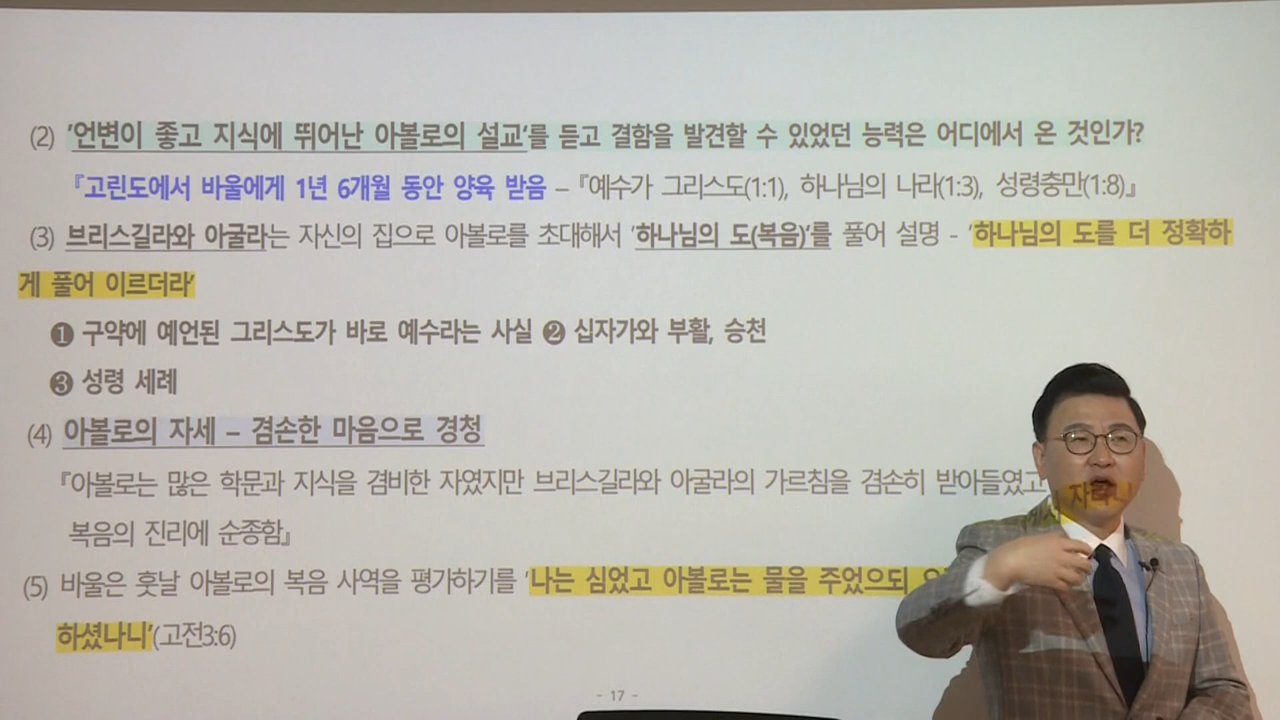 (2) '언변이 좋고 지식에 뛰어난 아볼로의 설교'를 듣고 결함을 발견할 수 있었던 능력은 어디에서 온 것인가?
『고린도에서 바울에게 1년 6개월 동안 양육 받음 – 『예수가 그리스도(1:1), 하나님의 나라(1:3), 성령충만(1:8)』
(3) 브리스길라와 아굴라는 자신의 집으로 아볼로를 초대해서 '하나님의 도(복음)'를 풀어 설명 - '하나님의 도를 더 정확하
게 풀어 이르더라'
❶ 구약에 예언된 그리스도가 바로 예수라는 사실 ❷ 십자가와 부활, 승천
❸ 성령 세례
(4) 아볼로의 자세 – 겸손한 마음으로 경청
『아볼로는 많은 학문과 지식을 겸비한 자였지만 브리스길라와 아굴라의 가르침을 겸손히 받아들였고
복음의 진리에 순종함』
(5) 바울은 훗날 아볼로의 복음 사역을 평가하기를 '나는 심었고 아볼로는 물을 주었으되
하셨나니'(고전3:6)
- 17 -